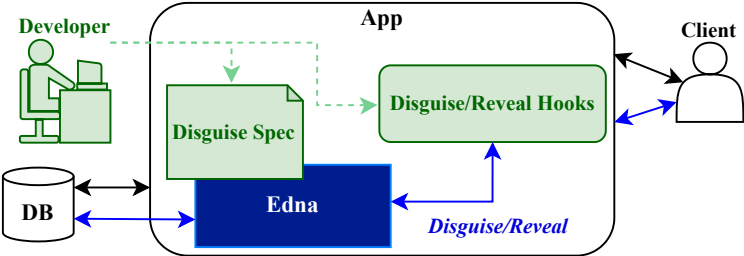 App
Developer
Client
Disguise/Reveal Hooks
Disguise Spec
Edna
DB
Disguise/Reveal